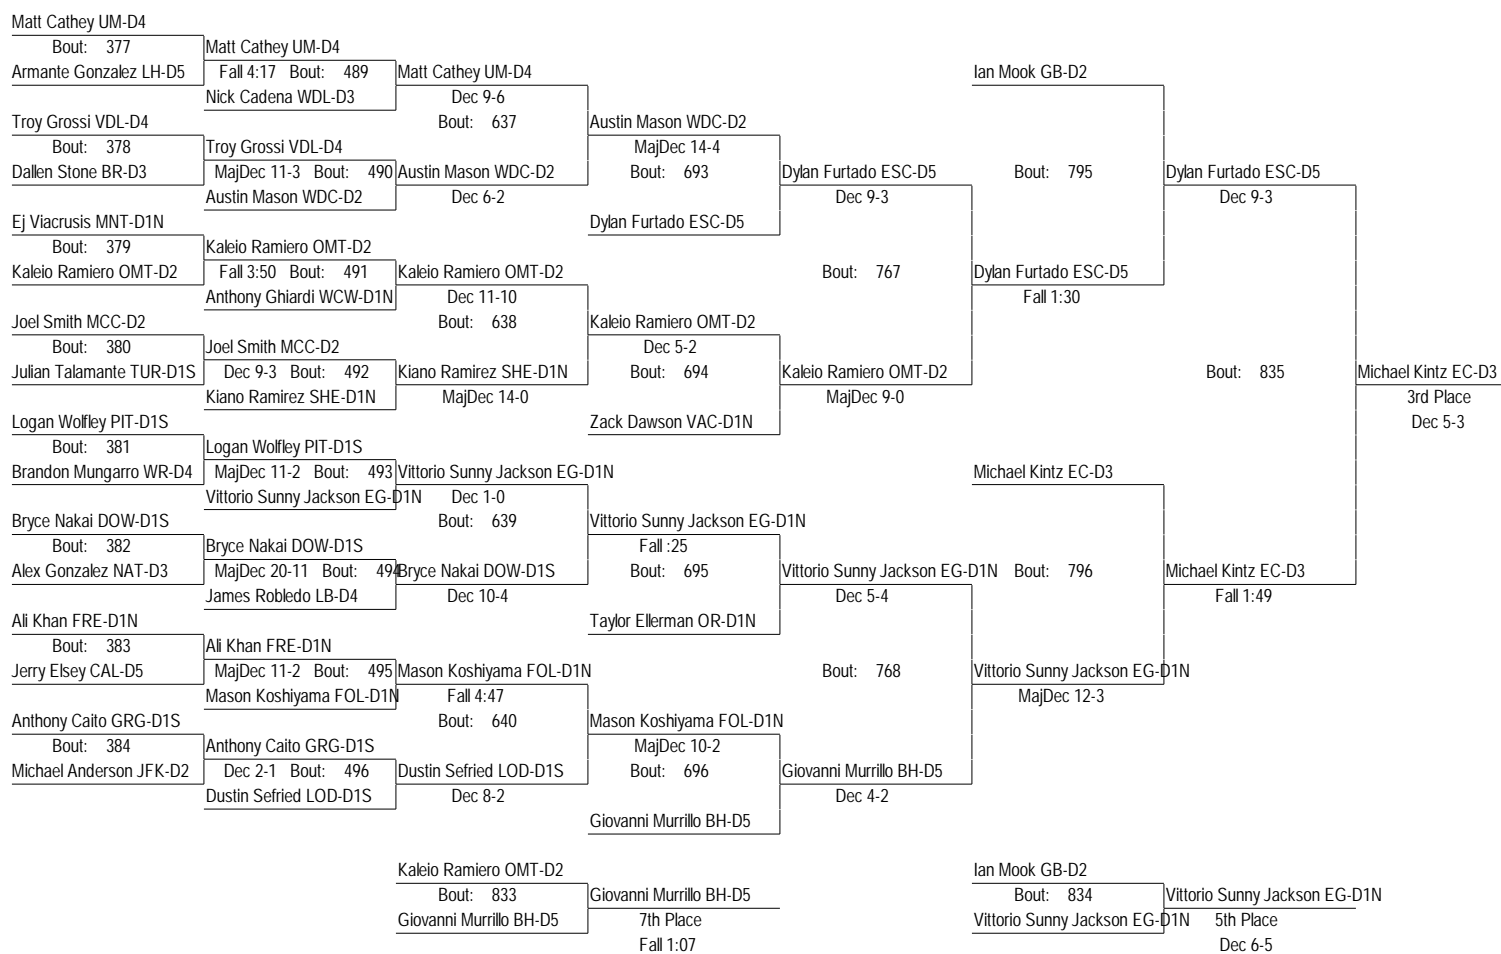 Matt Cathey UM-D4
Bout: 377
Matt Cathey UM-D4
Armante Gonzalez LH-D5
Fall 4:17 Bout: 489
Matt Cathey UM-D4
Ian Mook GB-D2
Nick Cadena WDL-D3
Dec 9-6
Troy Grossi VDL-D4
Bout: 637
Austin Mason WDC-D2
Bout: 378
Troy Grossi VDL-D4
MajDec 14-4
Dallen Stone BR-D3
MajDec 11-3 Bout: 490
Austin Mason WDC-D2
Bout: 693
Dylan Furtado ESC-D5
Bout: 795
Dylan Furtado ESC-D5
Austin Mason WDC-D2
Dec 6-2
Dec 9-3
Dec 9-3
Ej Viacrusis MNT-D1N
Dylan Furtado ESC-D5
Bout: 379
Kaleio Ramiero OMT-D2
Kaleio Ramiero OMT-D2
Fall 3:50 Bout: 491
Kaleio Ramiero OMT-D2
Bout: 767
Dylan Furtado ESC-D5
Anthony Ghiardi WCW-D1N
Dec 11-10
Fall 1:30
Joel Smith MCC-D2
Bout: 638
Kaleio Ramiero OMT-D2
Bout: 380
Joel Smith MCC-D2
Dec 5-2
Julian Talamante TUR-D1S
Dec 9-3 Bout: 492
Kiano Ramirez SHE-D1N
Bout: 694
Kaleio Ramiero OMT-D2
Bout: 835
Michael Kintz EC-D3
Kiano Ramirez SHE-D1N
MajDec 14-0
MajDec 9-0
3rd Place
Logan Wolfley PIT-D1S
Zack Dawson VAC-D1N
Dec 5-3
Bout: 381
Logan Wolfley PIT-D1S
Brandon Mungarro WR-D4
MajDec 11-2 Bout: 493
Vittorio Sunny Jackson EG-D1N
Michael Kintz EC-D3
Vittorio Sunny Jackson EG-D1N
Dec 1-0
Bryce Nakai DOW-D1S
Bout: 639
Vittorio Sunny Jackson EG-D1N
Bout: 382
Bryce Nakai DOW-D1S
Fall :25
Alex Gonzalez NAT-D3
MajDec 20-11 Bout: 494
Bryce Nakai DOW-D1S
Bout: 695
Vittorio Sunny Jackson EG-D1N
Bout: 796
Michael Kintz EC-D3
James Robledo LB-D4
Dec 10-4
Dec 5-4
Fall 1:49
Ali Khan FRE-D1N
Taylor Ellerman OR-D1N
Bout: 383
Ali Khan FRE-D1N
Jerry Elsey CAL-D5
MajDec 11-2 Bout: 495
Mason Koshiyama FOL-D1N
Bout: 768
Vittorio Sunny Jackson EG-D1N
Mason Koshiyama FOL-D1N
Fall 4:47
MajDec 12-3
Anthony Caito GRG-D1S
Bout: 640
Mason Koshiyama FOL-D1N
Bout: 384
Anthony Caito GRG-D1S
MajDec 10-2
Michael Anderson JFK-D2
Dec 2-1 Bout: 496
Dustin Sefried LOD-D1S
Bout: 696
Giovanni Murrillo BH-D5
Dustin Sefried LOD-D1S
Dec 8-2
Dec 4-2
Giovanni Murrillo BH-D5
Kaleio Ramiero OMT-D2
Ian Mook GB-D2
Bout: 833
Giovanni Murrillo BH-D5
Bout: 834
Vittorio Sunny Jackson EG-D1N
Giovanni Murrillo BH-D5
7th Place
Vittorio Sunny Jackson EG-D1N
5th Place
Fall 1:07
Dec 6-5